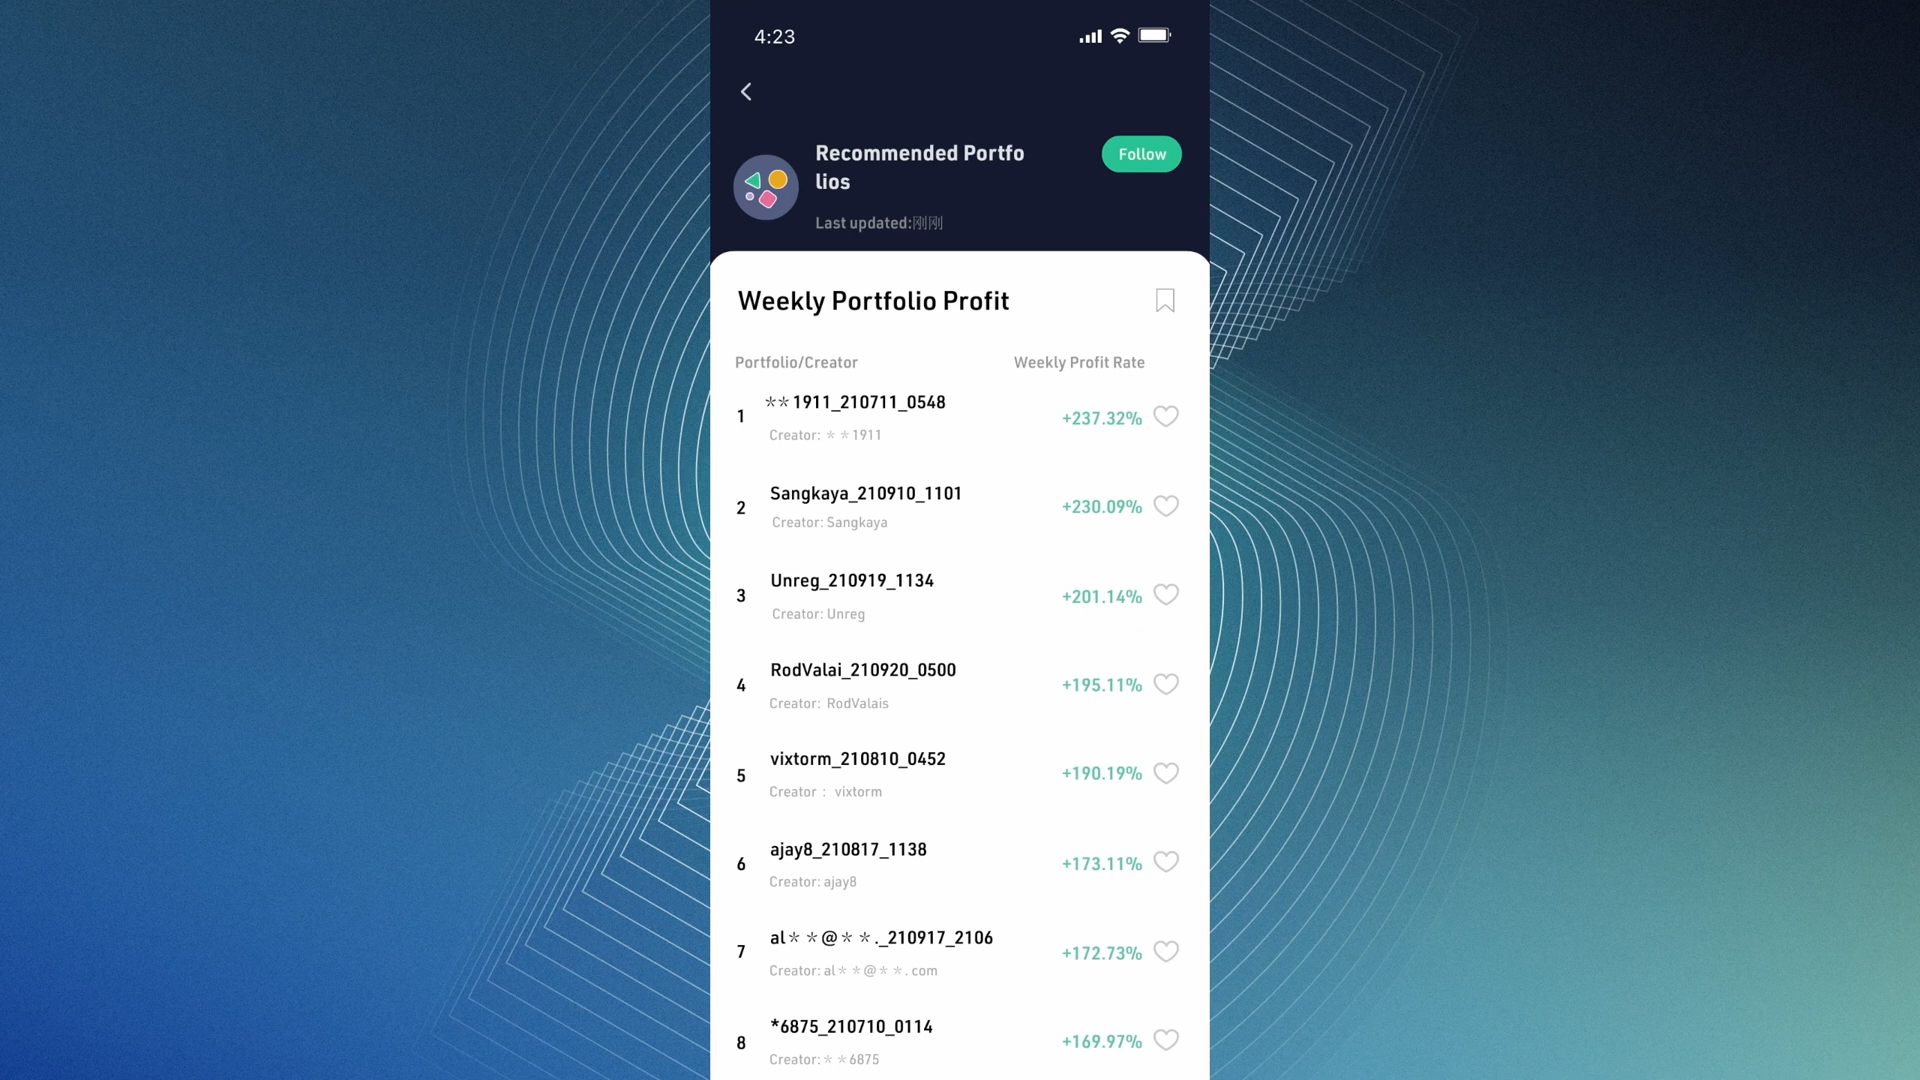 4:23
Recommended Portfo
lios
Follow
Last updated:刚刚
Weekly Portfolio Profit
Portfolio/Creator
Weekly Profit Rate
1
**1911_210711_0548
Creator: **1911
+237.32%
2
Sangkaya_210910_1101
Creator: Sangkaya
+230.09%
3
Unreg_210919_1134
Creator: Unreg
+201.14%
4
RodValai_210920_0500
Creator: RodValais
+195.11%
5
vixtorm_210810_0452
Creator : vixtorm
+190.19%
6
ajay8_210817_1138
Creator: ajay8
+173.11%
7
al**@**._210917_2106
Creator: al**@**.com
+172.73%
8
*6875_210710_0114
Creator: **6875
+169.97%